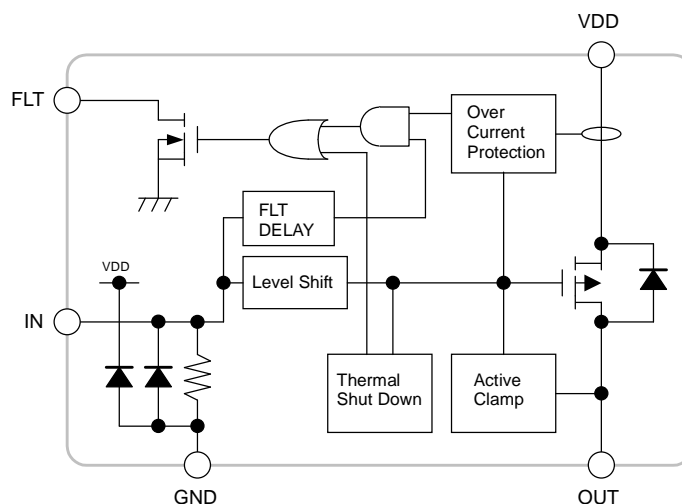 VDD
FLT
Over
Current
Protection
FLT
DELAY
VDD
Level Shift
IN
Thermal
Shut Down
Active
Clamp
GND
OUT